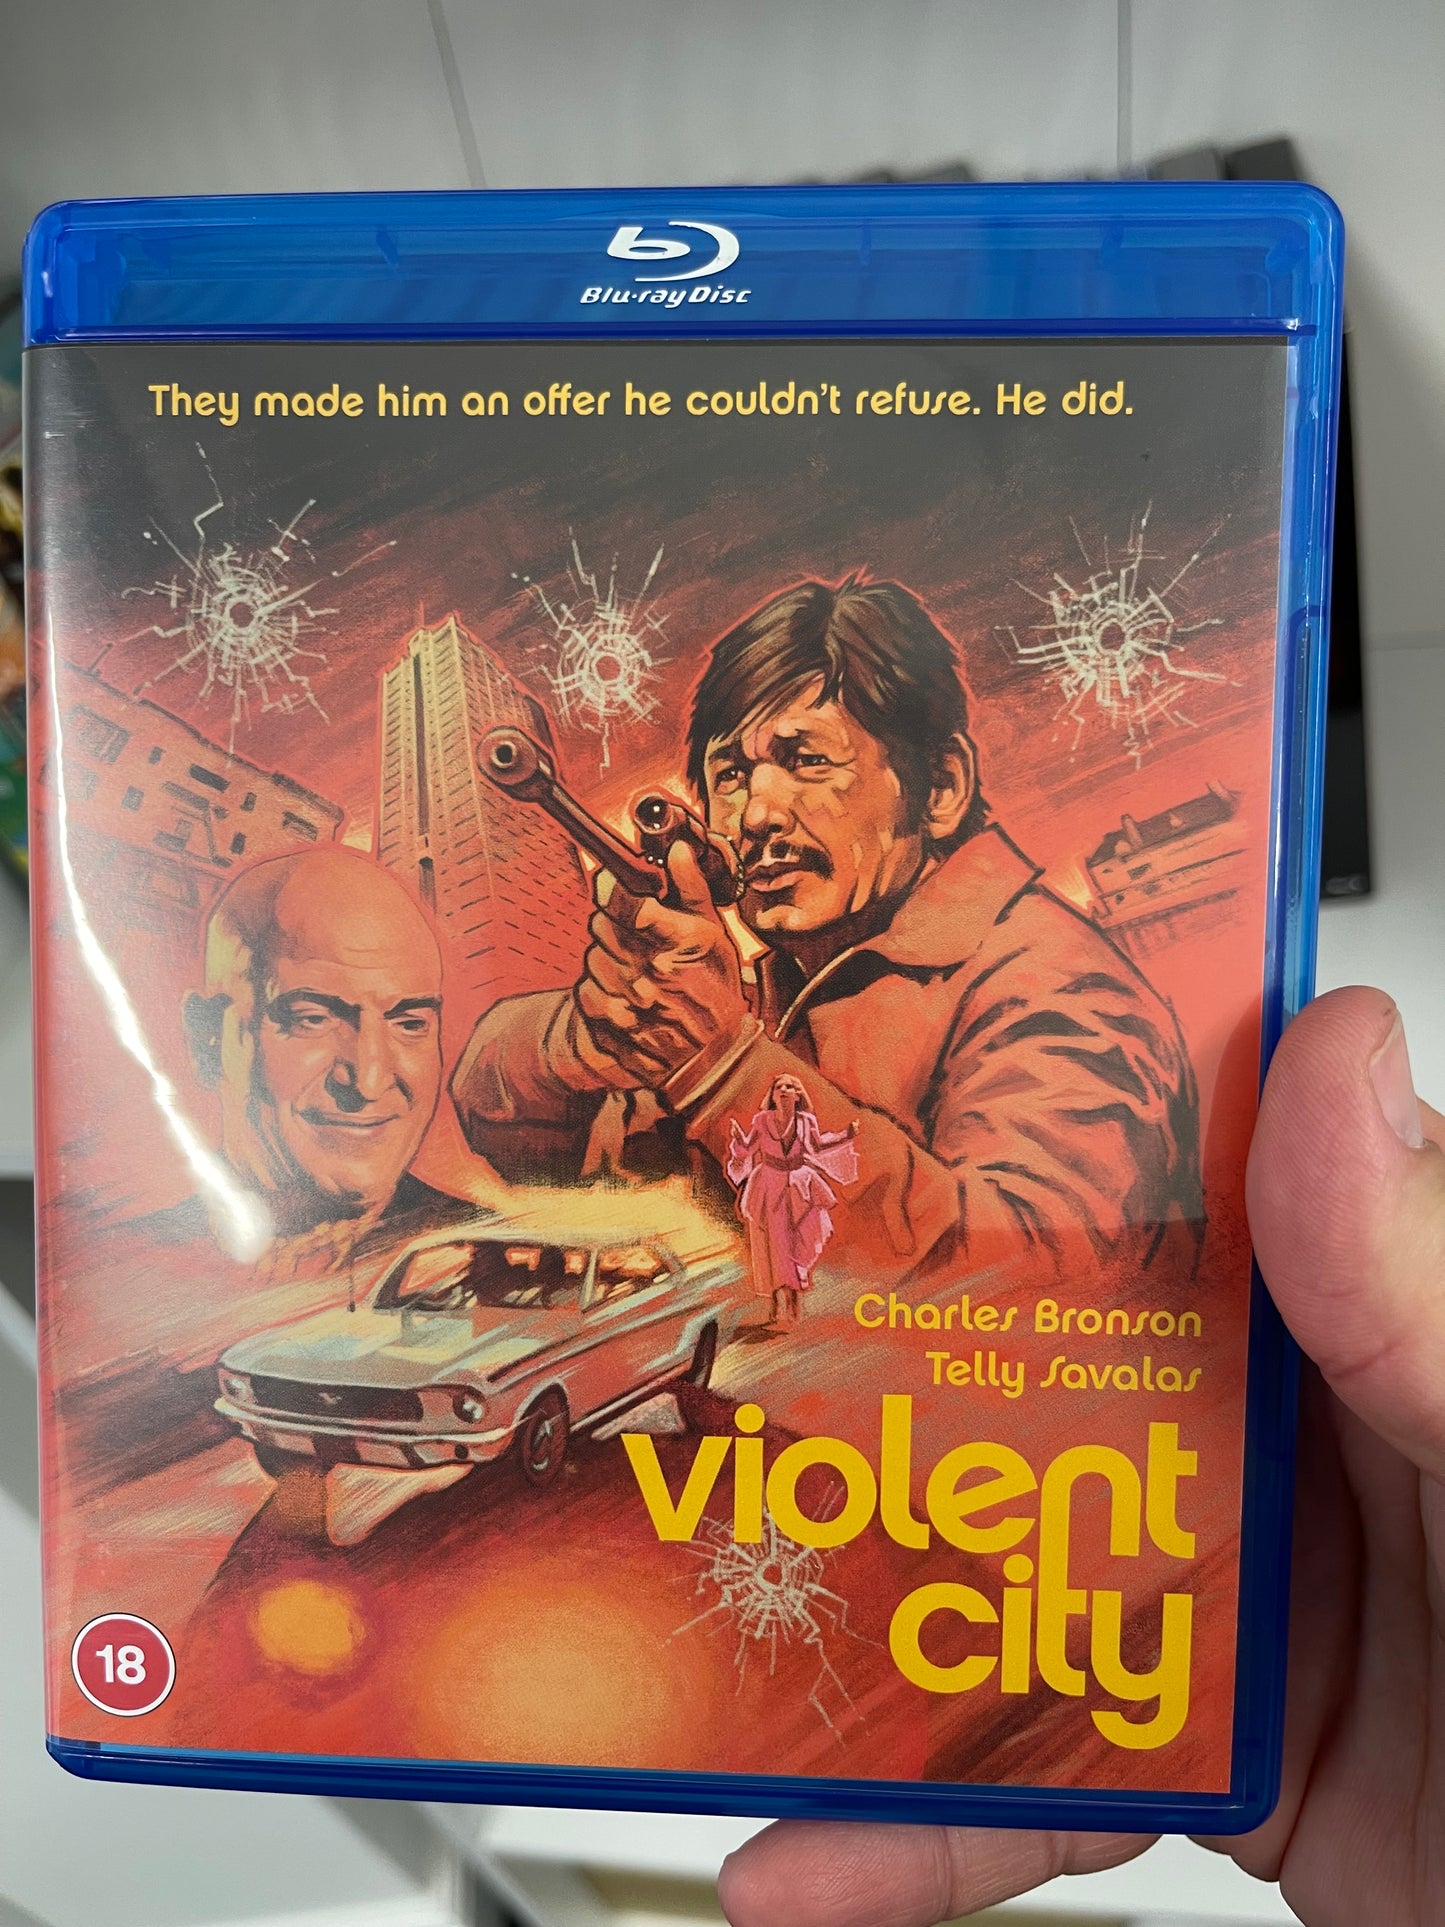 Blu-ray Disc
They made him an offer he couldn't refuse. He did.
Charles Bronson
Telly Savalas
violent
city
18